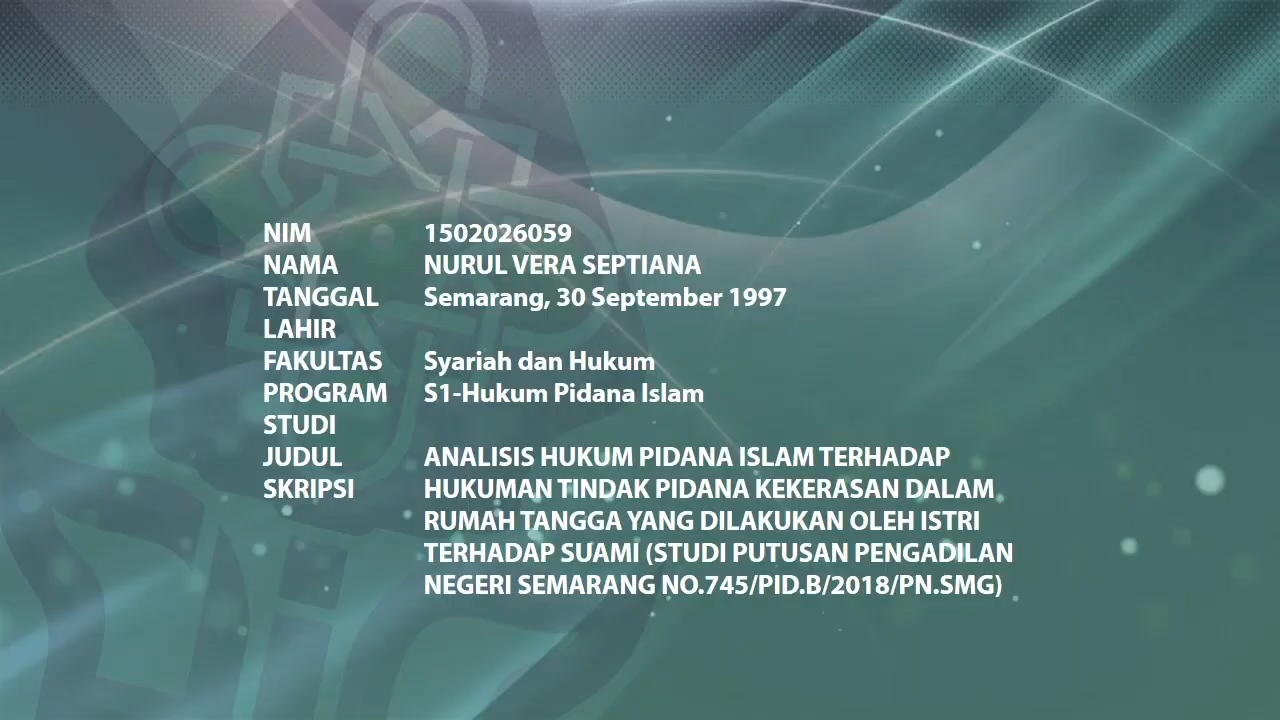 NIM 1502026059
NAMA NURUL VERA SEPTIANA
TANGGAL Semarang, 30 September 1997
LAHIR
FAKULTAS Syariah dan Hukum
PROGRAM S1-Hukum Pidana Islam
STUDI
JUDUL ANALISIS HUKUM PIDANA ISLAM TERHADAP
SKRIPSI HUKUMAN TINDAK PIDANA KEKERASAN DALAM
RUMAH TANGGA YANG DILAKUKAN OLEH ISTRI
TERHADAP SUAMI (STUDI PUTUSAN PENGADILAN
NEGERI SEMARANG NO.745/PID.B/2018/PN.SMG)